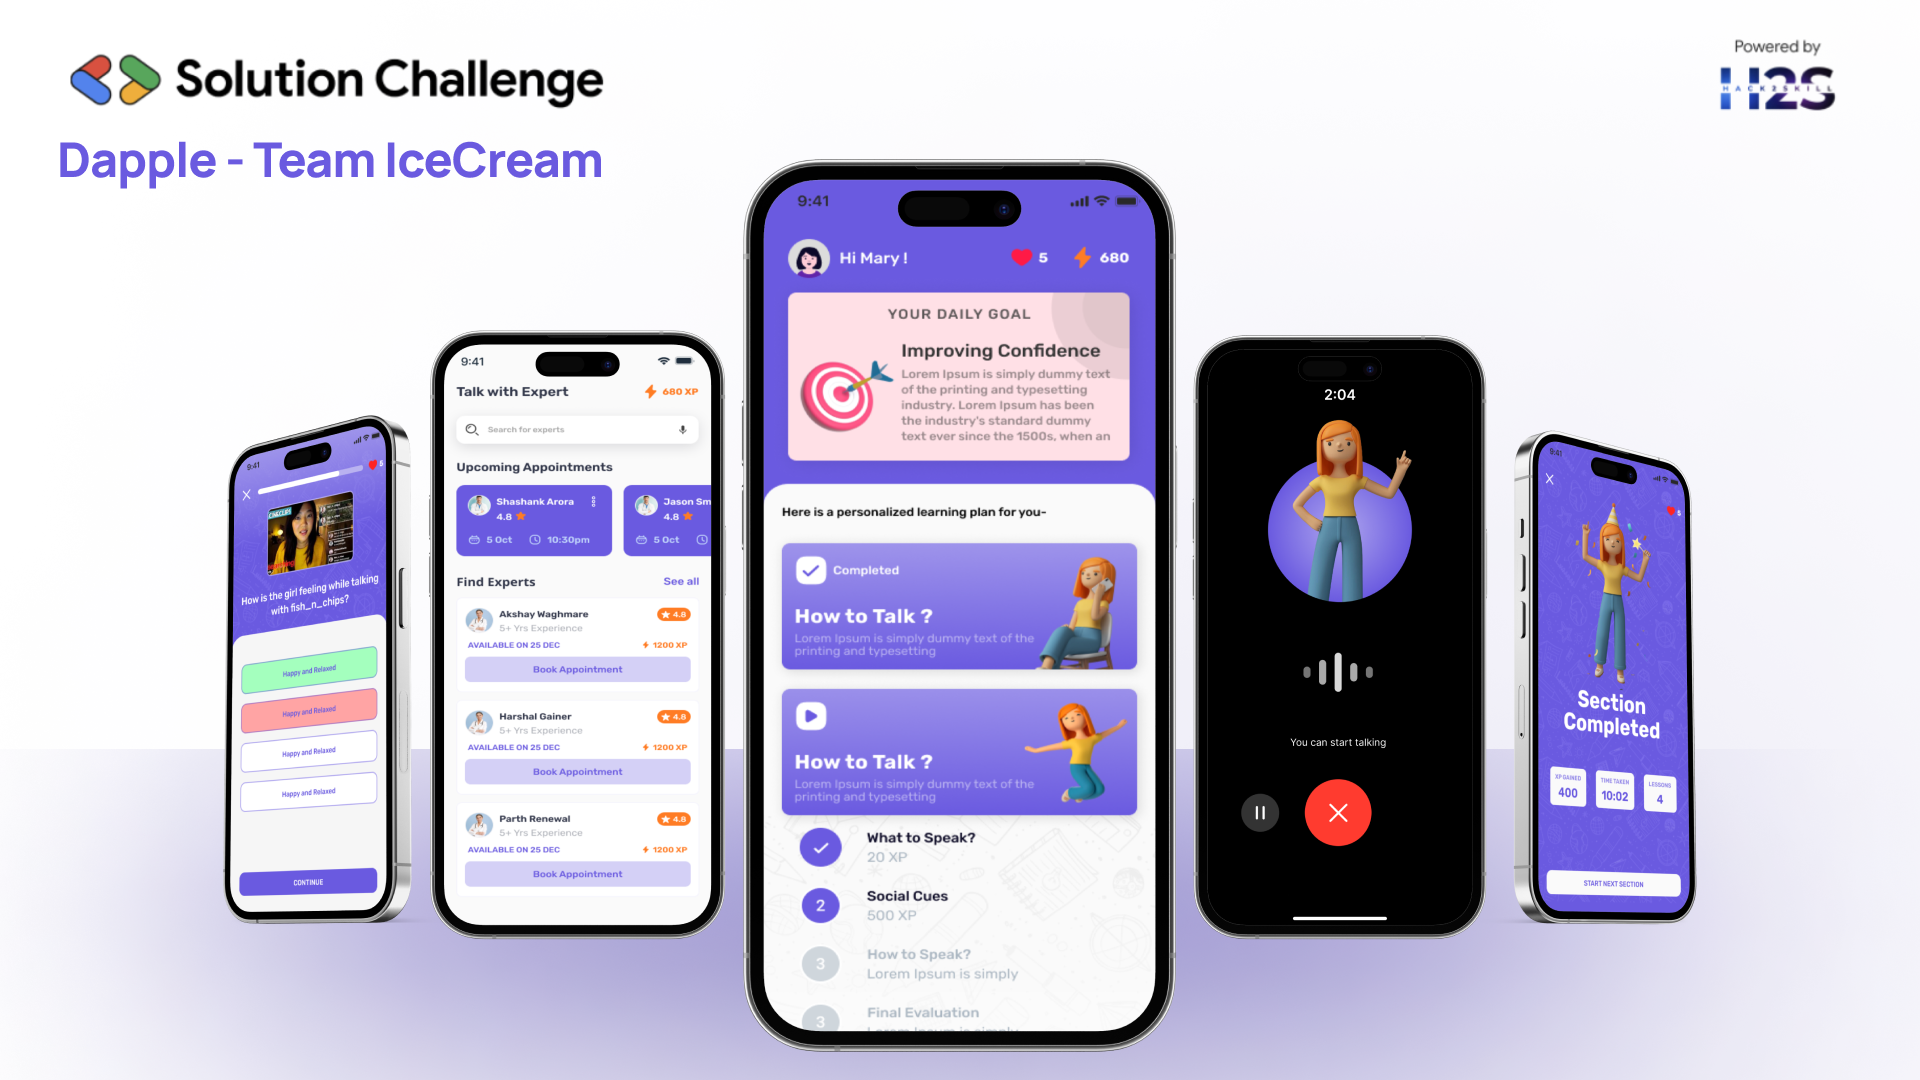 Solution Challenge
Dapple - Team IceCream
Powered by
H2S
HACK2SKILL
9:41
5
How is the girl feeling while talking
with fish_n_chips?
Happy and Relaxed
Happy and Relaxed
Happy and Relaxed
Happy and Relaxed
CONTINUE
9:41
Talk with Expert
680 XP
Search for experts
Upcoming Appointments
Shashank Arora
4.8
5 Oct
10:30pm
Jason Sm
4.8
5 Oct
Find Experts
See all
Akshay Waghmare
4.8
5+ Yrs Experience
AVAILABLE ON 25 DEC
1200 XP
Book Appointment
Harshal Gainer
4.8
5+ Yrs Experience
AVAILABLE ON 25 DEC
1200 XP
Book Appointment
Parth Renewal
4.8
5+ Yrs Experience
AVAILABLE ON 25 DEC
1200 XP
Book Appointment
9:41
Hi Mary !
5
680
YOUR DAILY GOAL
Improving Confidence
Lorem Ipsum is simply dummy text
of the printing and typesetting
industry. Lorem Ipsum has been
the industry's standard dummy
text ever since the 1500s, when an
Here is a personalized learning plan for you-
Completed
How to Talk ?
Lorem Ipsum is simply dummy text of the
printing and typesetting
How to Talk ?
Lorem Ipsum is simply dummy text of the
printing and typesetting
What to Speak?
20 XP
2
Social Cues
500 XP
3
How to Speak?
Lorem Ipsum is simply
3
Final Evaluation
Lorem Ipsum is simply
2:04
You can start talking
9:41
5
Section
Completed
XP GAINED
400
TIME TAKEN
10:02
LESSONS
4
START NEXT SECTION